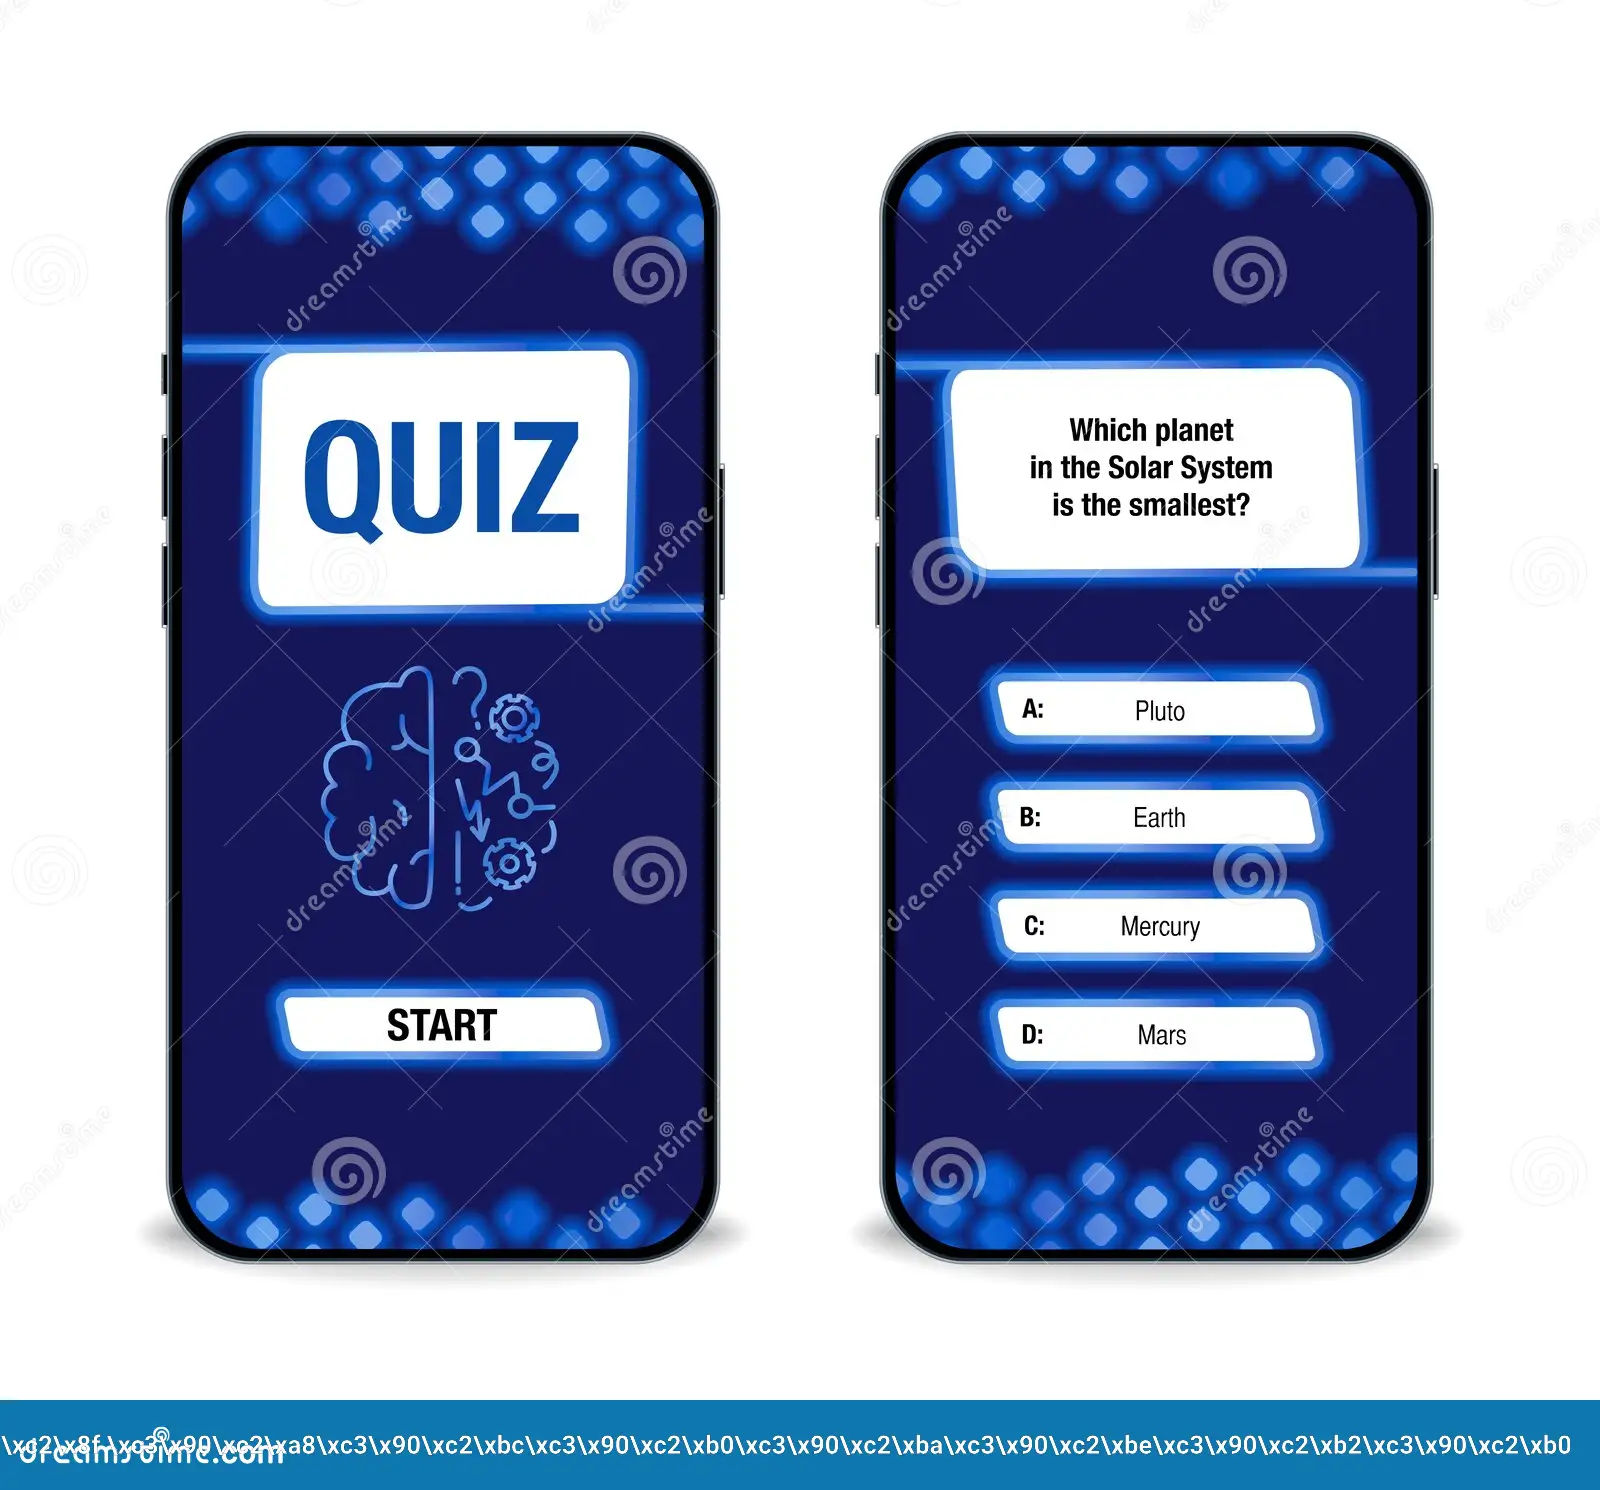 QUIZ
START
Which planet
in the Solar System
is the smallest?
A: Pluto
B: Earth
C: Mercury
D: Mars
dreamstime
dreamstime.com
\xc2\x8f.\xc3\x90\xc2\xa8\xc3\x90\xc2\xbc\xc3\x90\xc2\xb0\xc3\x90\xc2\xba\xc3\x90\xc2\xbe\xc3\x90\xc2\xb2\xc3\x90\xc2\xb0